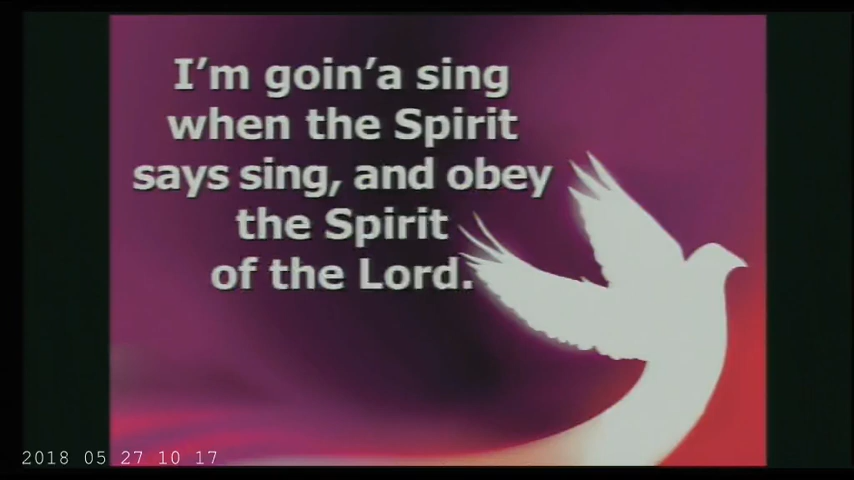 I'm goin'a sing
when the Spirit
says sing, and obey
the Spirit
of the Lord.
2018 05 27 10 17